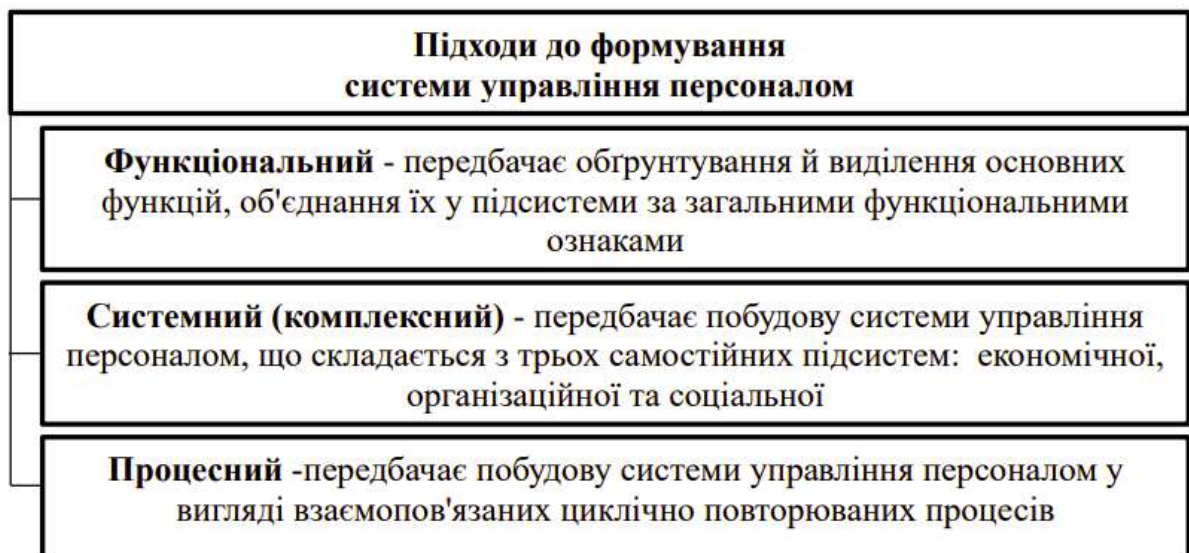 Підходи до формування
системи управління персоналом
Функціональний - передбачає обґрунтування й виділення основних
функцій, об'єднання їх у підсистеми за загальними функціональними
ознаками
Системний (комплексний) - передбачає побудову системи управління
персоналом, що складається з трьох самостійних підсистем: економічної,
організаційної та соціальної
Процесний -передбачає побудову системи управління персоналом у
вигляді взаємопов'язаних циклічно повторюваних процесів